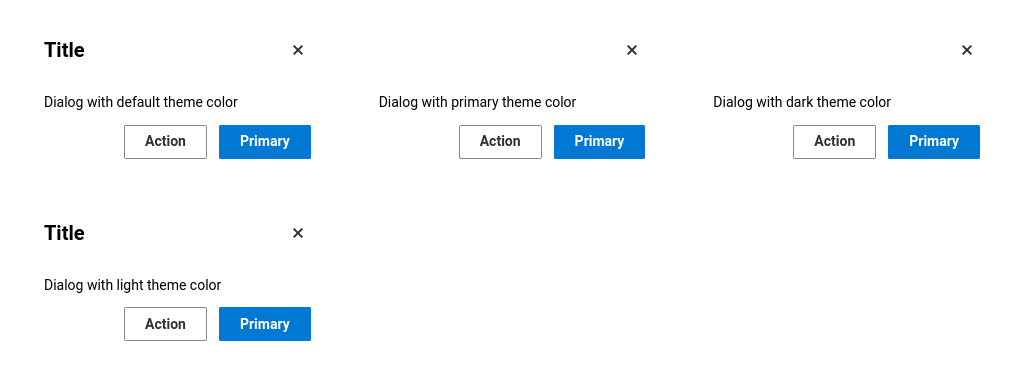 Title ×
×
×
Dialog with default theme color
Dialog with primary theme color
Dialog with dark theme color
Action Primary
Action Primary
Action Primary
Title ×
Dialog with light theme color
Action Primary